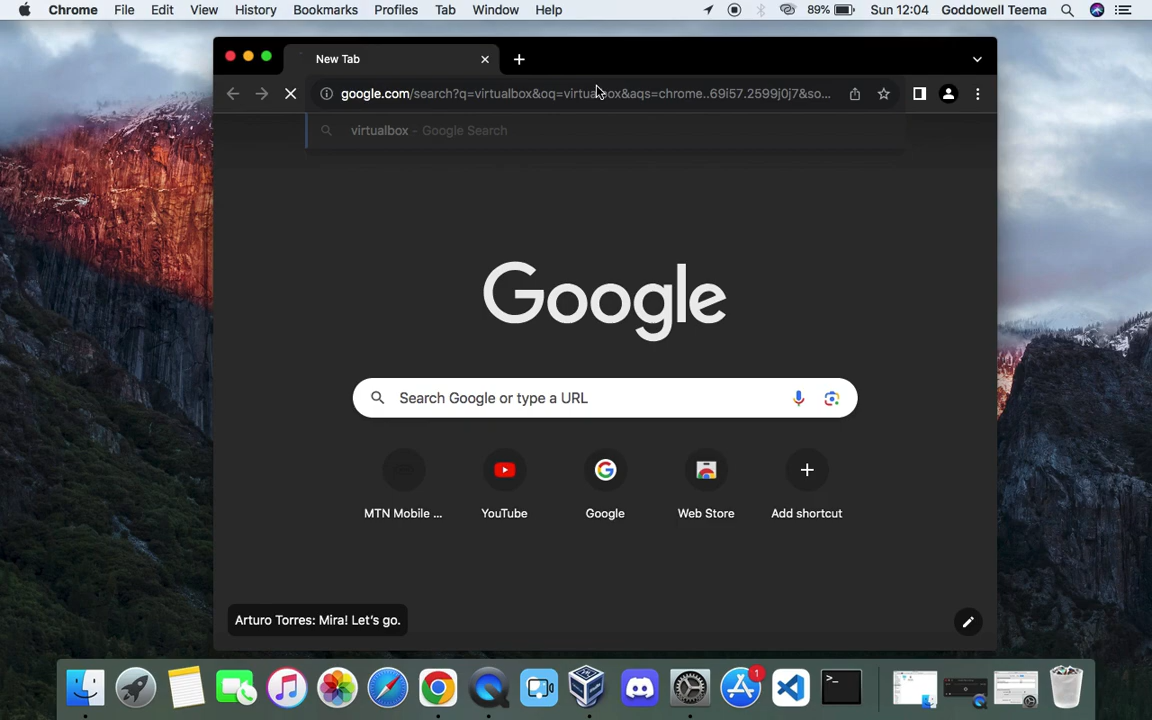 Chrome File Edit View History Bookmarks Profiles Tab Window Help 89% Sun 12:04 Goddowell Teema
New Tab
google.com/search?q=virtualbox&oq=virtualbox&aqs=chrome..69i57.2599j0j7&so...
virtualbox - Google Search
Google
Search Google or type a URL
MTN Mobile ... YouTube Google Web Store Add shortcut
Arturo Torres: Mira! Let's go.
1